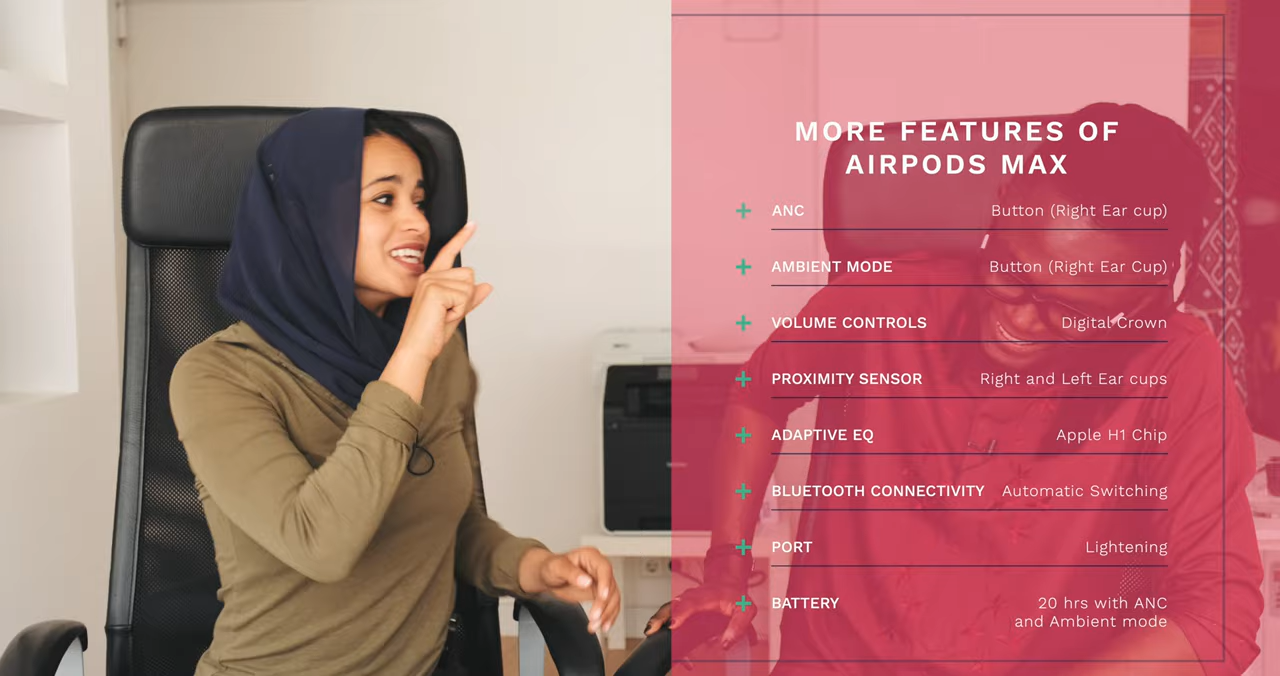 MORE FEATURES OF
AIRPODS MAX
ANC Button (Right Ear cup)
AMBIENT MODE Button (Right Ear Cup)
VOLUME CONTROLS Digital Crown
PROXIMITY SENSOR Right and Left Ear cups
ADAPTIVE EQ Apple H1 Chip
BLUETOOTH CONNECTIVITY Automatic Switching
PORT Lightening
BATTERY 20 hrs with ANC
and Ambient mode